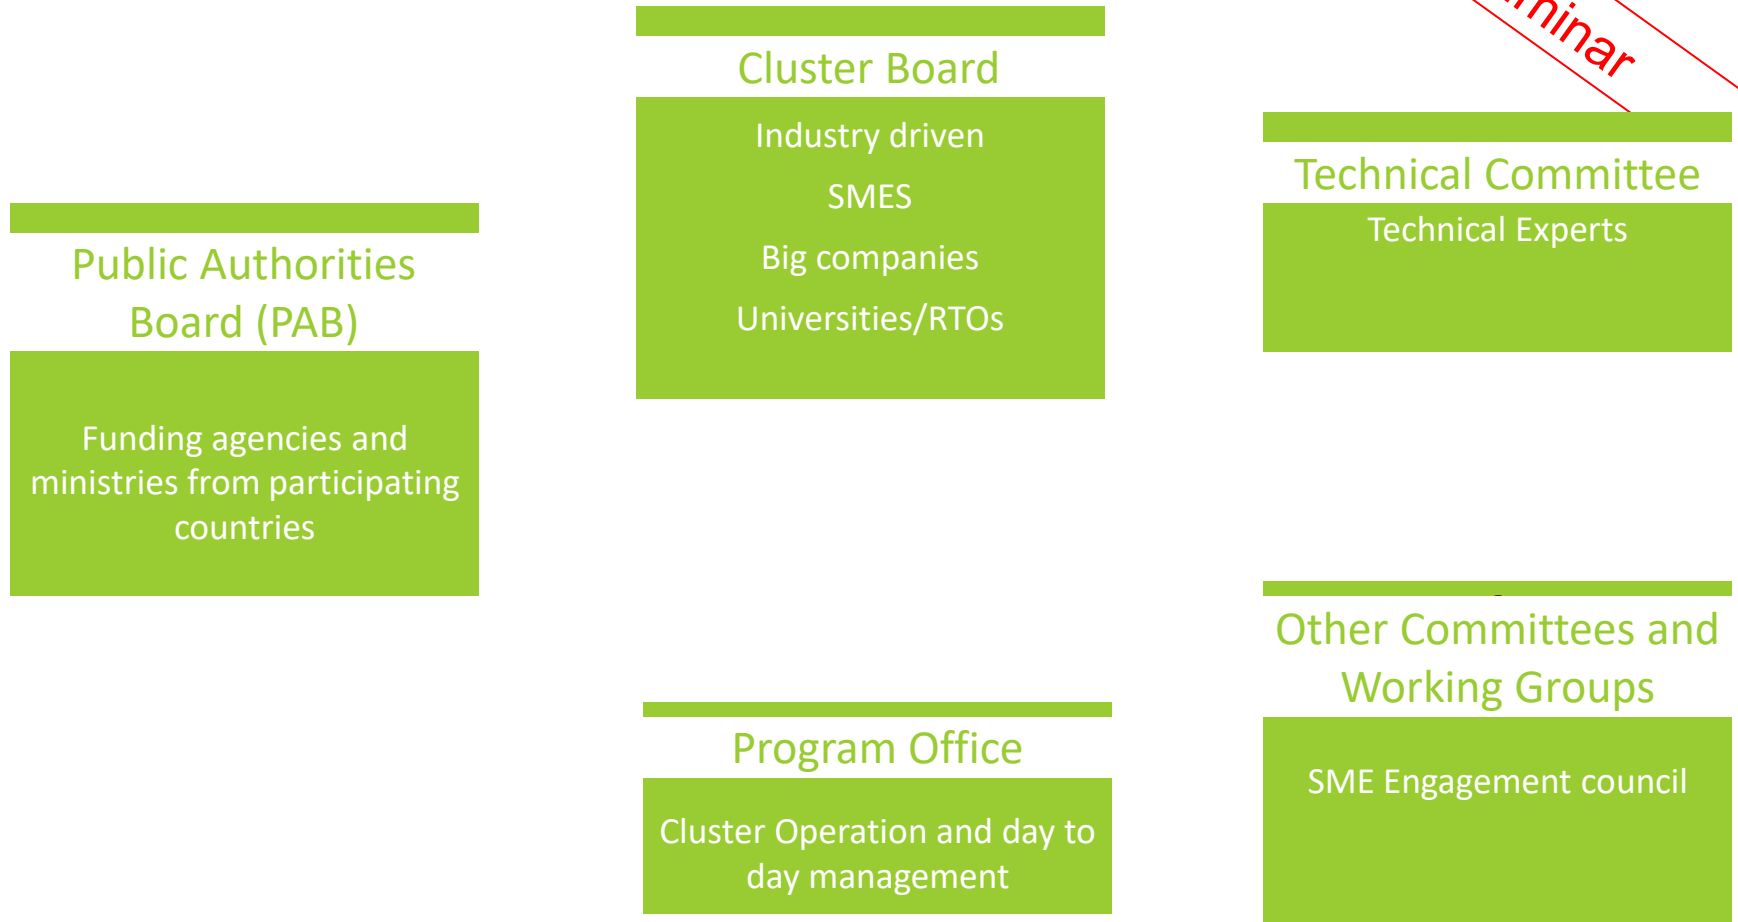 Cluster Board
Industry driven
SMES
Big companies
Universities/RTOs
Technical Committee
Technical Experts
Public Authorities
Board (PAB)
Funding agencies and
ministries from participating
countries
Other Committees and
Working Groups
SME Engagement council
Program Office
Cluster Operation and day to
day management